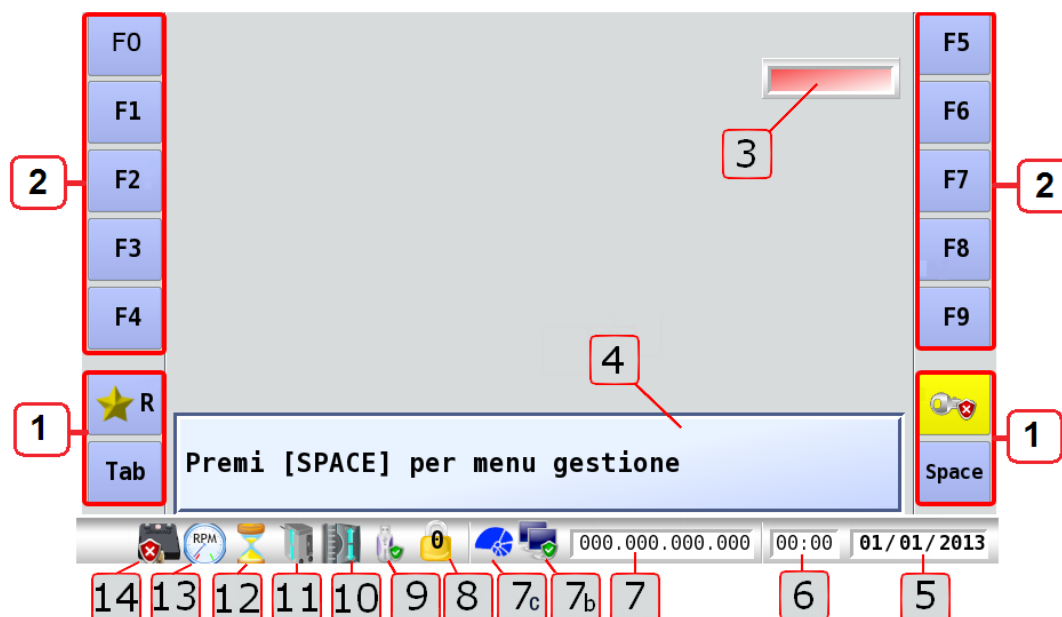 F0
F5
F1
F6
3
2
F2
F7
2
F3
F8
F4
F9
4
R
1
1
Tab
Premi [SPACE] per menu gestione
Space
RPM
0
000.000.000.000
00:00
01/01/2013
14
13
12
11
10
9
8
7c
7b
7
6
5